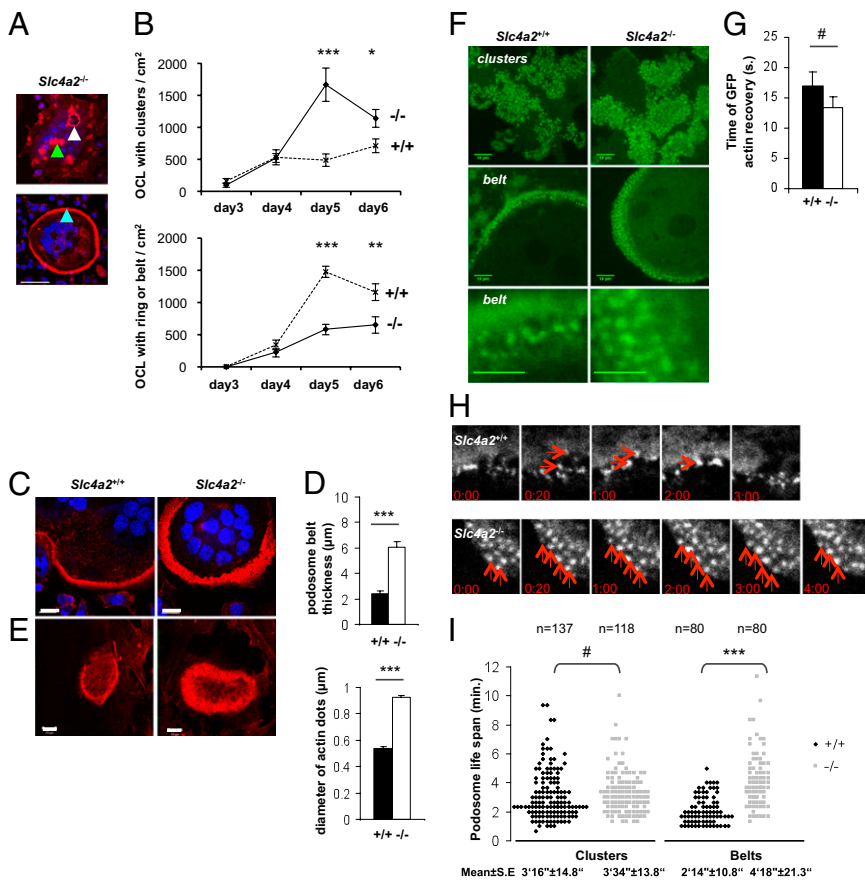 A
Slc4a2-/-
B
OCL with clusters / cm2
2000
1500
1000
500
0
***
*
-/-
+/+
day3 day4 day5 day6
OCL with ring or belt / cm2
2000
1500
1000
500
0
***
**
+/+
-/-
day3 day4 day5 day6
C
Slc4a2+/+
Slc4a2-/-
E
D
podosome belt thickness (µm)
10
8
6
4
2
0
***
+/+ -/-
diameter of actin dots (µm)
1
0.8
0.6
0.4
0.2
0
***
+/+ -/-
F
Slc4a2+/+
Slc4a2-/-
clusters
belt
belt
G
Time of GFP actin recovery (s.)
25
20
15
10
5
0
#
+/+ -/-
H
Slc4a2+/+
0:00 0:20 1:00 2:00 3:00
Slc4a2-/-
0:00 0:20 1:00 2:00 3:00 4:00
I
n=137 n=118 n=80 n=80
# ***
Podosome life span (min.)
12
10
8
6
4
2
0
+/+
-/-
Clusters Belts
Mean±S.E 3'16"±14.8" 3'34"±13.8" 2'14"±10.8" 4'18"±21.3"